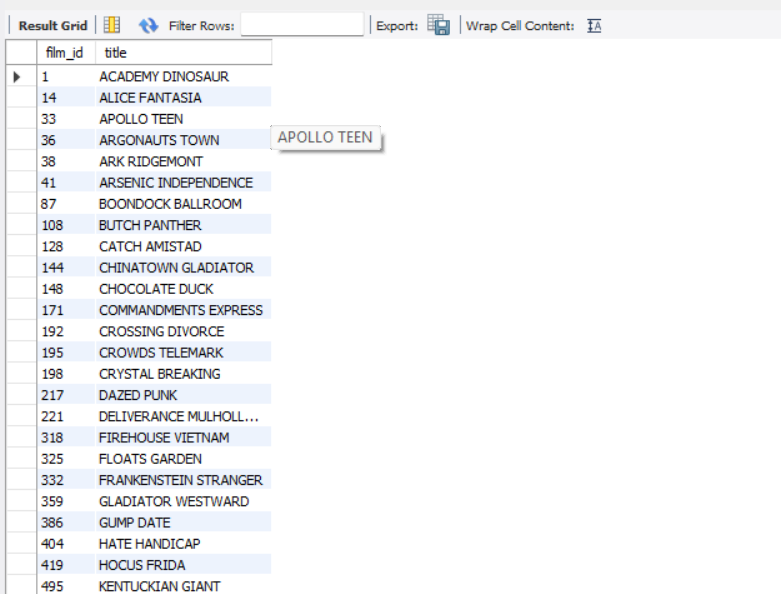 Result Grid Filter Rows: Export: Wrap Cell Content:
film_id title
1 ACADEMY DINOSAUR
14 ALICE FANTASIA
33 APOLLO TEEN
36 ARGONAUTS TOWN
APOLLO TEEN
38 ARK RIDGEMONT
41 ARSENIC INDEPENDENCE
87 BOONDOCK BALLROOM
108 BUTCH PANTHER
128 CATCH AMISTAD
144 CHINATOWN GLADIATOR
148 CHOCOLATE DUCK
171 COMMANDMENTS EXPRESS
192 CROSSING DIVORCE
195 CROWDS TELEMARK
198 CRYSTAL BREAKING
217 DAZED PUNK
221 DELIVERANCE MULHOLL...
318 FIREHOUSE VIETNAM
325 FLOATS GARDEN
332 FRANKENSTEIN STRANGER
359 GLADIATOR WESTWARD
386 GUMP DATE
404 HATE HANDICAP
419 HOCUS FRIDA
495 KENTUCKIAN GIANT